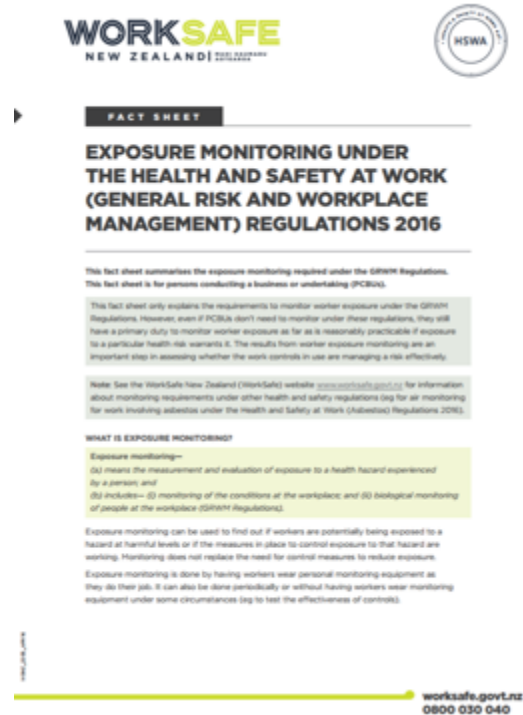 WORKSAFE
NEW ZEALAND
HSWA
FACT SHEET
EXPOSURE MONITORING UNDER
THE HEALTH AND SAFETY AT WORK
(GENERAL RISK AND WORKPLACE
MANAGEMENT) REGULATIONS 2016
This fact sheet summarises the exposure monitoring required under the GRWM Regulations.
This fact sheet is for persons conducting a business or undertaking (PCBUs).
This fact sheet only explains the requirements to monitor worker exposure under the GRWM
Regulations. However, even if PCBUs don't need to monitor under these regulations, they still
have a primary duty to monitor worker exposure as far as is reasonably practicable if exposure
to a particular health risk warrants it. The results from worker exposure monitoring are an
important step in assessing whether the work controls in use are managing a risk effectively.
Note: See the WorkSafe New Zealand (WorkSafe) website www.worksafe.govt.nz for information
about monitoring requirements under other health and safety regulations (eg for air monitoring
for work involving asbestos under the Health and Safety at Work (Asbestos) Regulations 2016).
WHAT IS EXPOSURE MONITORING?
Exposure monitoring—
(a) means the measurement and evaluation of exposure to a health hazard experienced
by a person; and
(b) includes— (i) monitoring of the conditions at the workplace; and (ii) biological monitoring
of people at the workplace (GRWM Regulations).
Exposure monitoring can be used to find out if workers are potentially being exposed to a
hazard at harmful levels or if the measures in place to control exposure to that hazard are
working. Monitoring does not replace the need for control measures to reduce exposure.
Exposure monitoring is done by having workers wear personal monitoring equipment as
they do their job. It can also be done periodically or without having workers wear monitoring
equipment under some circumstances (eg to test the effectiveness of controls).
worksafe.govt.nz
0800 030 040